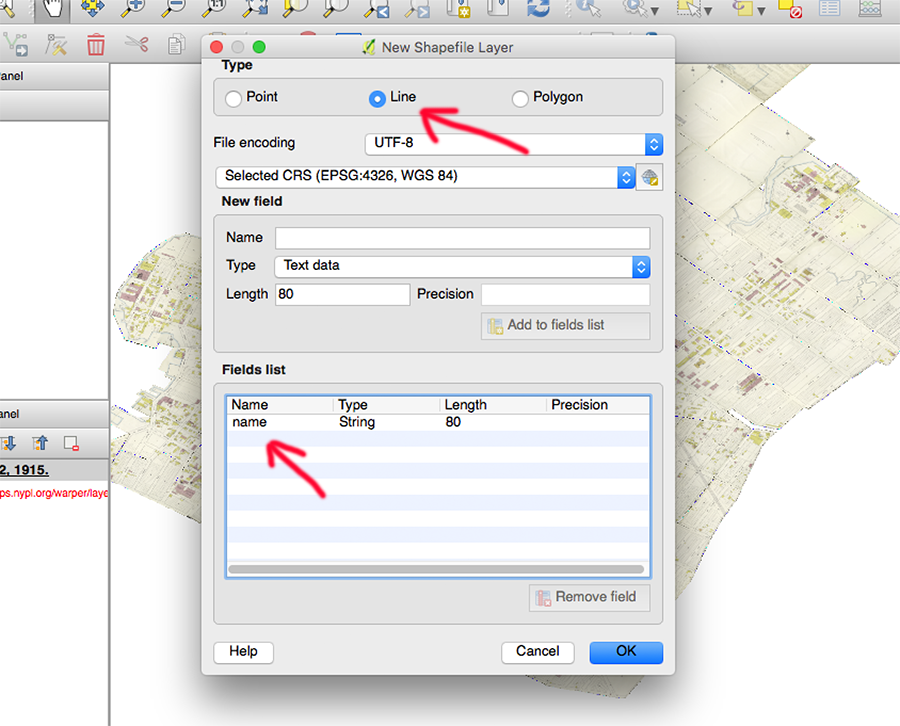 1:1
New Shapefile Layer
anel
Type
Point Line Polygon
File encoding UTF-8
Selected CRS (EPSG:4326, WGS 84)
New field
Name
Type Text data
Length 80 Precision
Add to fields list
Fields list
Name Type Length Precision
name String 80
anel
2, 1915.
ps.nypl.org/warper/laye
Remove field
Help Cancel OK